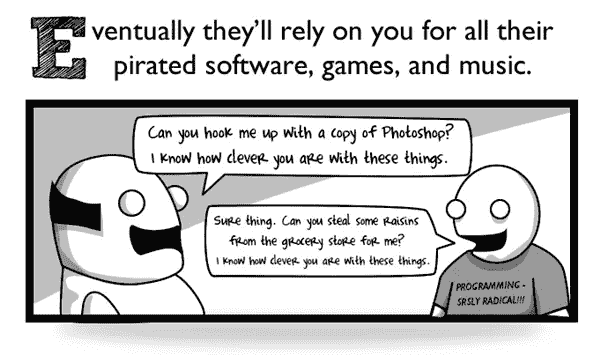 Eventually they'll rely on you for all their
pirated software, games, and music.
Can you hook me up with a copy of Photoshop?
I know how clever you are with these things.
Sure thing. Can you steal some raisins
from the grocery store for me?
I know how clever you are with these things.
PROGRAMMING -
SRSLY RADICAL!!!